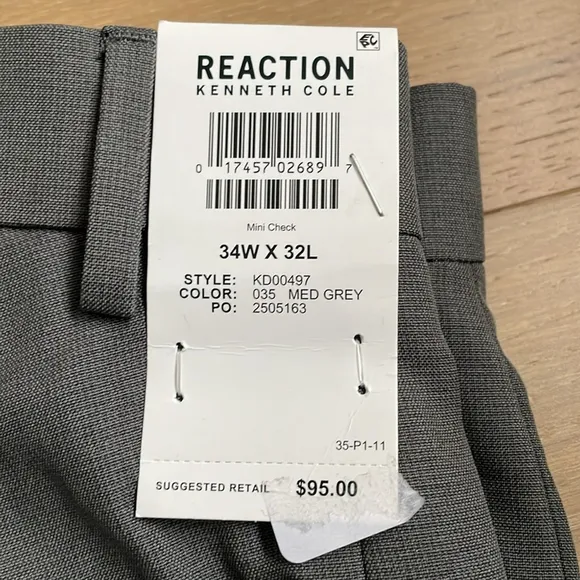 REACTION
KENNETH COLE
0 17457 02689 7
Mini Check
34W X 32L
STYLE: KD00497
COLOR: 035 MED GREY
PO: 2505163
35-P1-11
SUGGESTED RETAIL $95.00